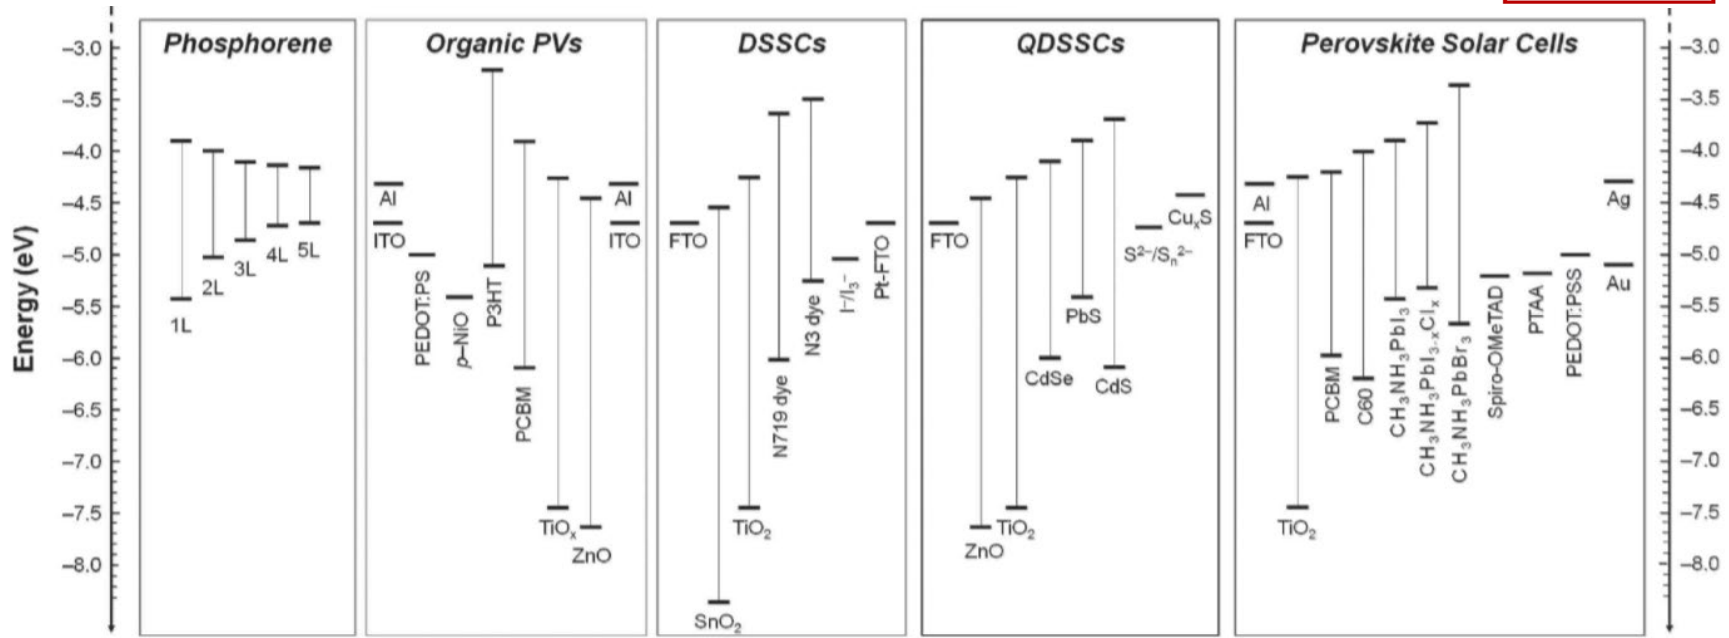 Phosphorene
Organic PVs
DSSCs
QDSSCs
Perovskite Solar Cells
Energy (eV)
–3.0
–3.5
–4.0
–4.5
–5.0
–5.5
–6.0
–6.5
–7.0
–7.5
–8.0
1L
2L
3L
4L
5L
Al
ITO
PEDOT:PS
p–NiO
P3HT
PCBM
TiOₓ
ZnO
Al
ITO
FTO
SnO₂
TiO₂
N719 dye
N3 dye
I⁻/I₃⁻
Pt-FTO
FTO
ZnO
TiO₂
CdSe
PbS
CdS
S²⁻/Sₙ²⁻
CuₓS
Al
FTO
TiO₂
PCBM
C60
CH₃NH₃PbI₃
CH₃NH₃PbI₃₋ₓClₓ
CH₃NH₃PbBr₃
Spiro-OMeTAD
PTAA
PEDOT:PSS
Ag
Au
–3.0
–3.5
–4.0
–4.5
–5.0
–5.5
–6.0
–6.5
–7.0
–7.5
–8.0